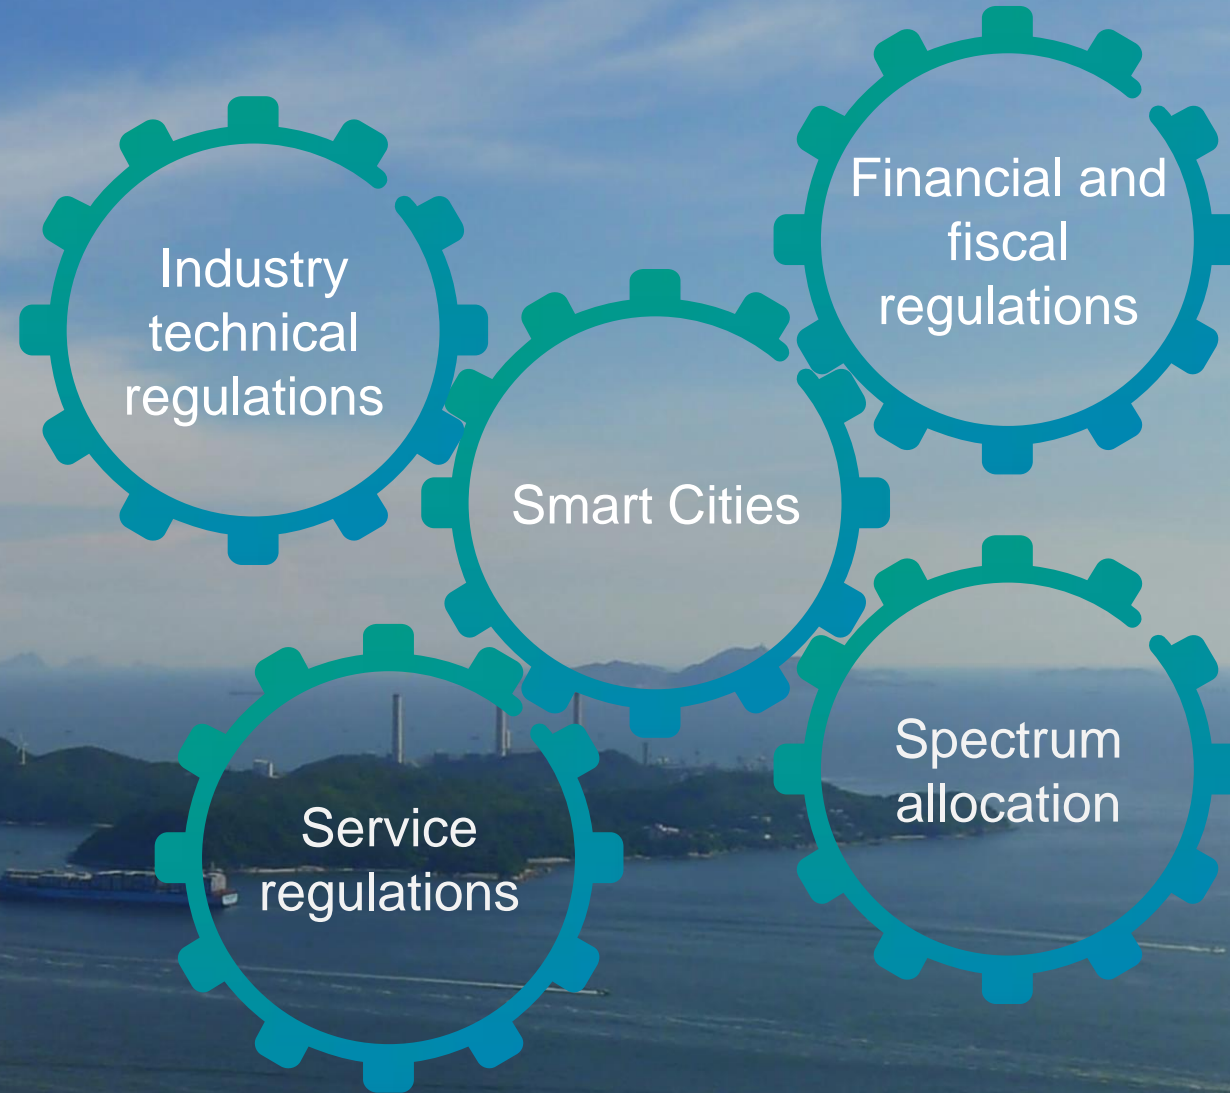 Industry
technical
regulations
Financial and
fiscal
regulations
Smart Cities
Service
regulations
Spectrum
allocation